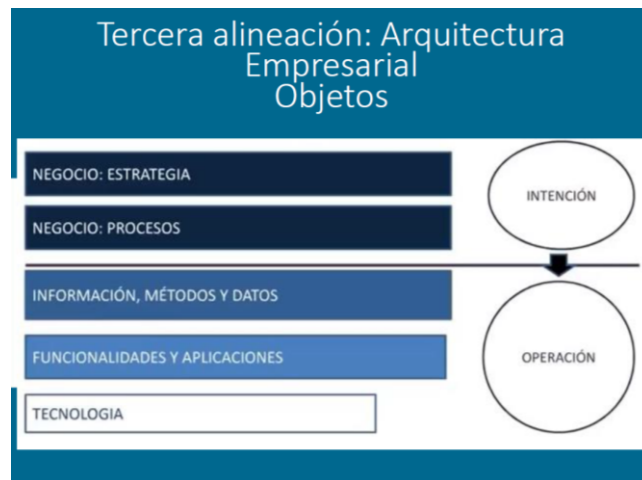 Tercera alineación: Arquitectura
Empresarial
Objetos
NEGOCIO: ESTRATEGIA
NEGOCIO: PROCESOS
INTENCIÓN
INFORMACIÓN, MÉTODOS Y DATOS
FUNCIONALIDADES Y APLICACIONES
OPERACIÓN
TECNOLOGIA